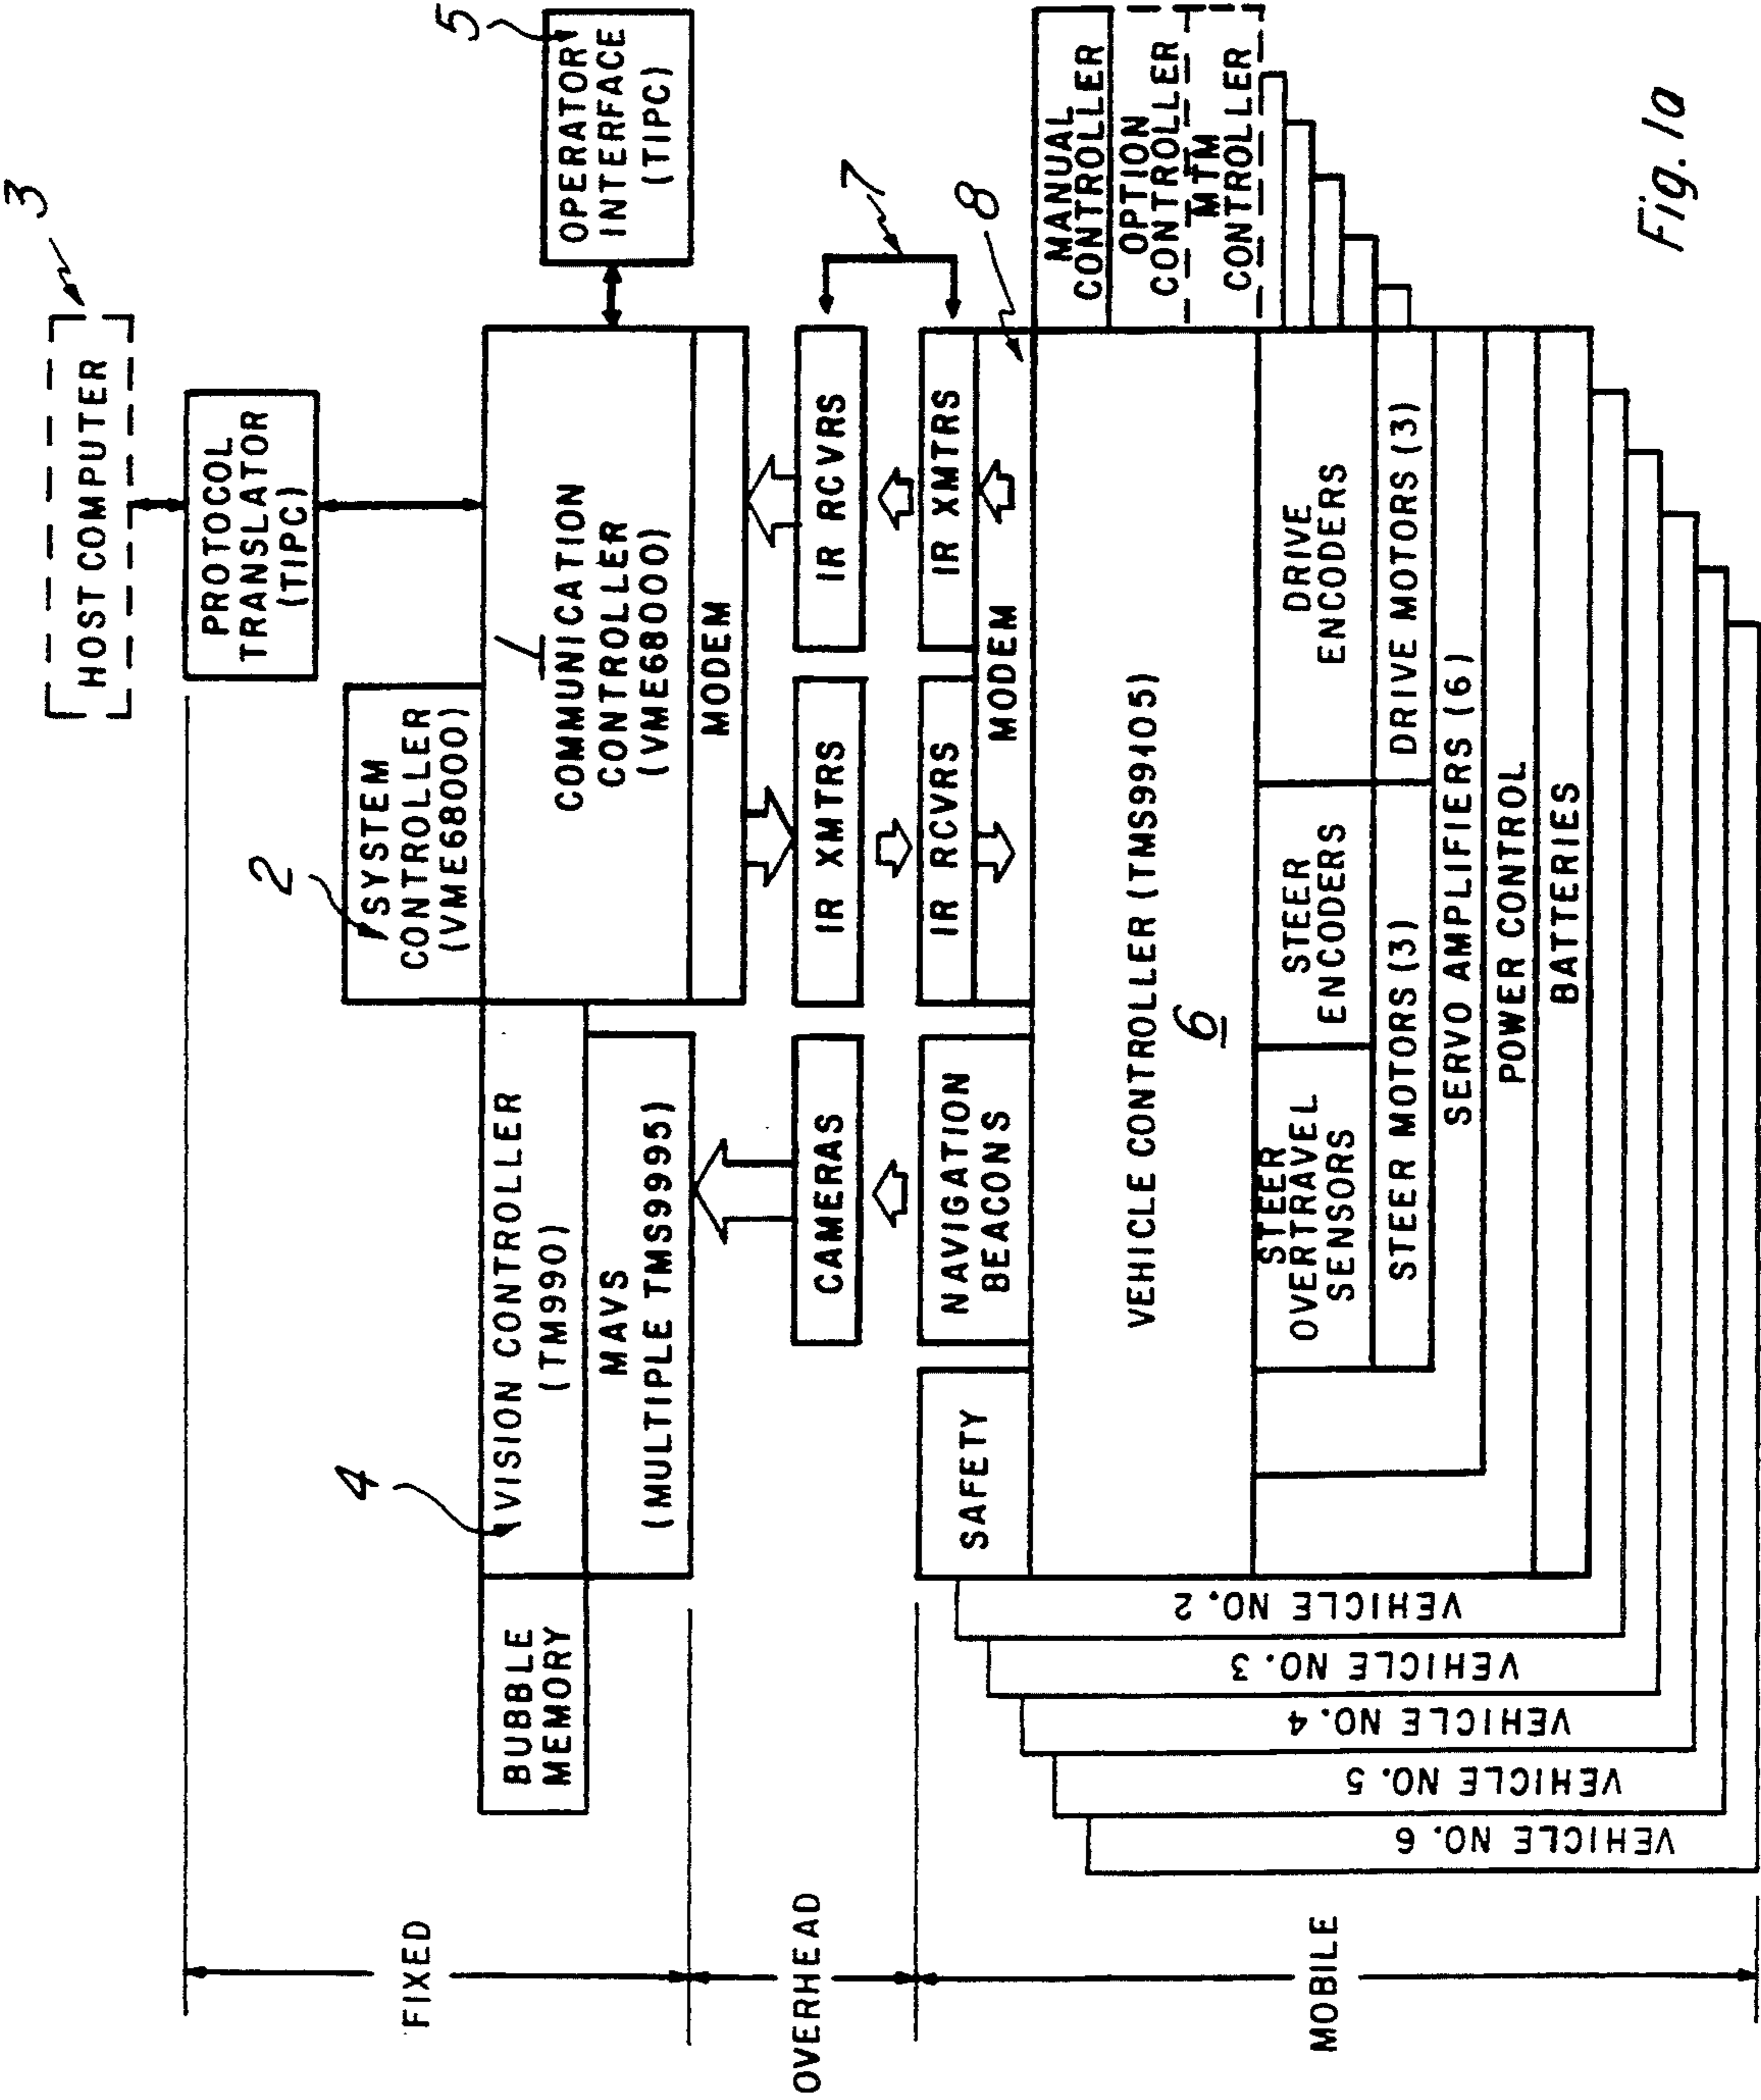 3
HOST COMPUTER
PROTOCOL
TRANSLATOR
(TIPC)
2
SYSTEM
CONTROLLER
(VME68000)
5
OPERATOR
INTERFACE
(TIPC)
4
BUBBLE
MEMORY
VISION CONTROLLER
(TM990)
MAVS
(MULTIPLE TMS9995)
1
COMMUNICATION
CONTROLLER
(VME68000)
MODEM
FIXED
CAMERAS
IR XMTRS
IR RCVRS
7
OVERHEAD
SAFETY
NAVIGATION
BEACONS
IR RCVRS
IR XMTRS
MODEM
8
VEHICLE CONTROLLER (TMS99105)
6
MANUAL
CONTROLLER
OPTION
CONTROLLER
MTM
CONTROLLER
STEER
OVERTRAVEL
SENSORS
STEER
ENCODERS
DRIVE
ENCODERS
STEER MOTORS (3)
DRIVE MOTORS (3)
SERVO AMPLIFIERS (6)
POWER CONTROL
BATTERIES
VEHICLE NO. 2
VEHICLE NO. 3
VEHICLE NO. 4
VEHICLE NO. 5
VEHICLE NO. 6
MOBILE
Fig. 1a